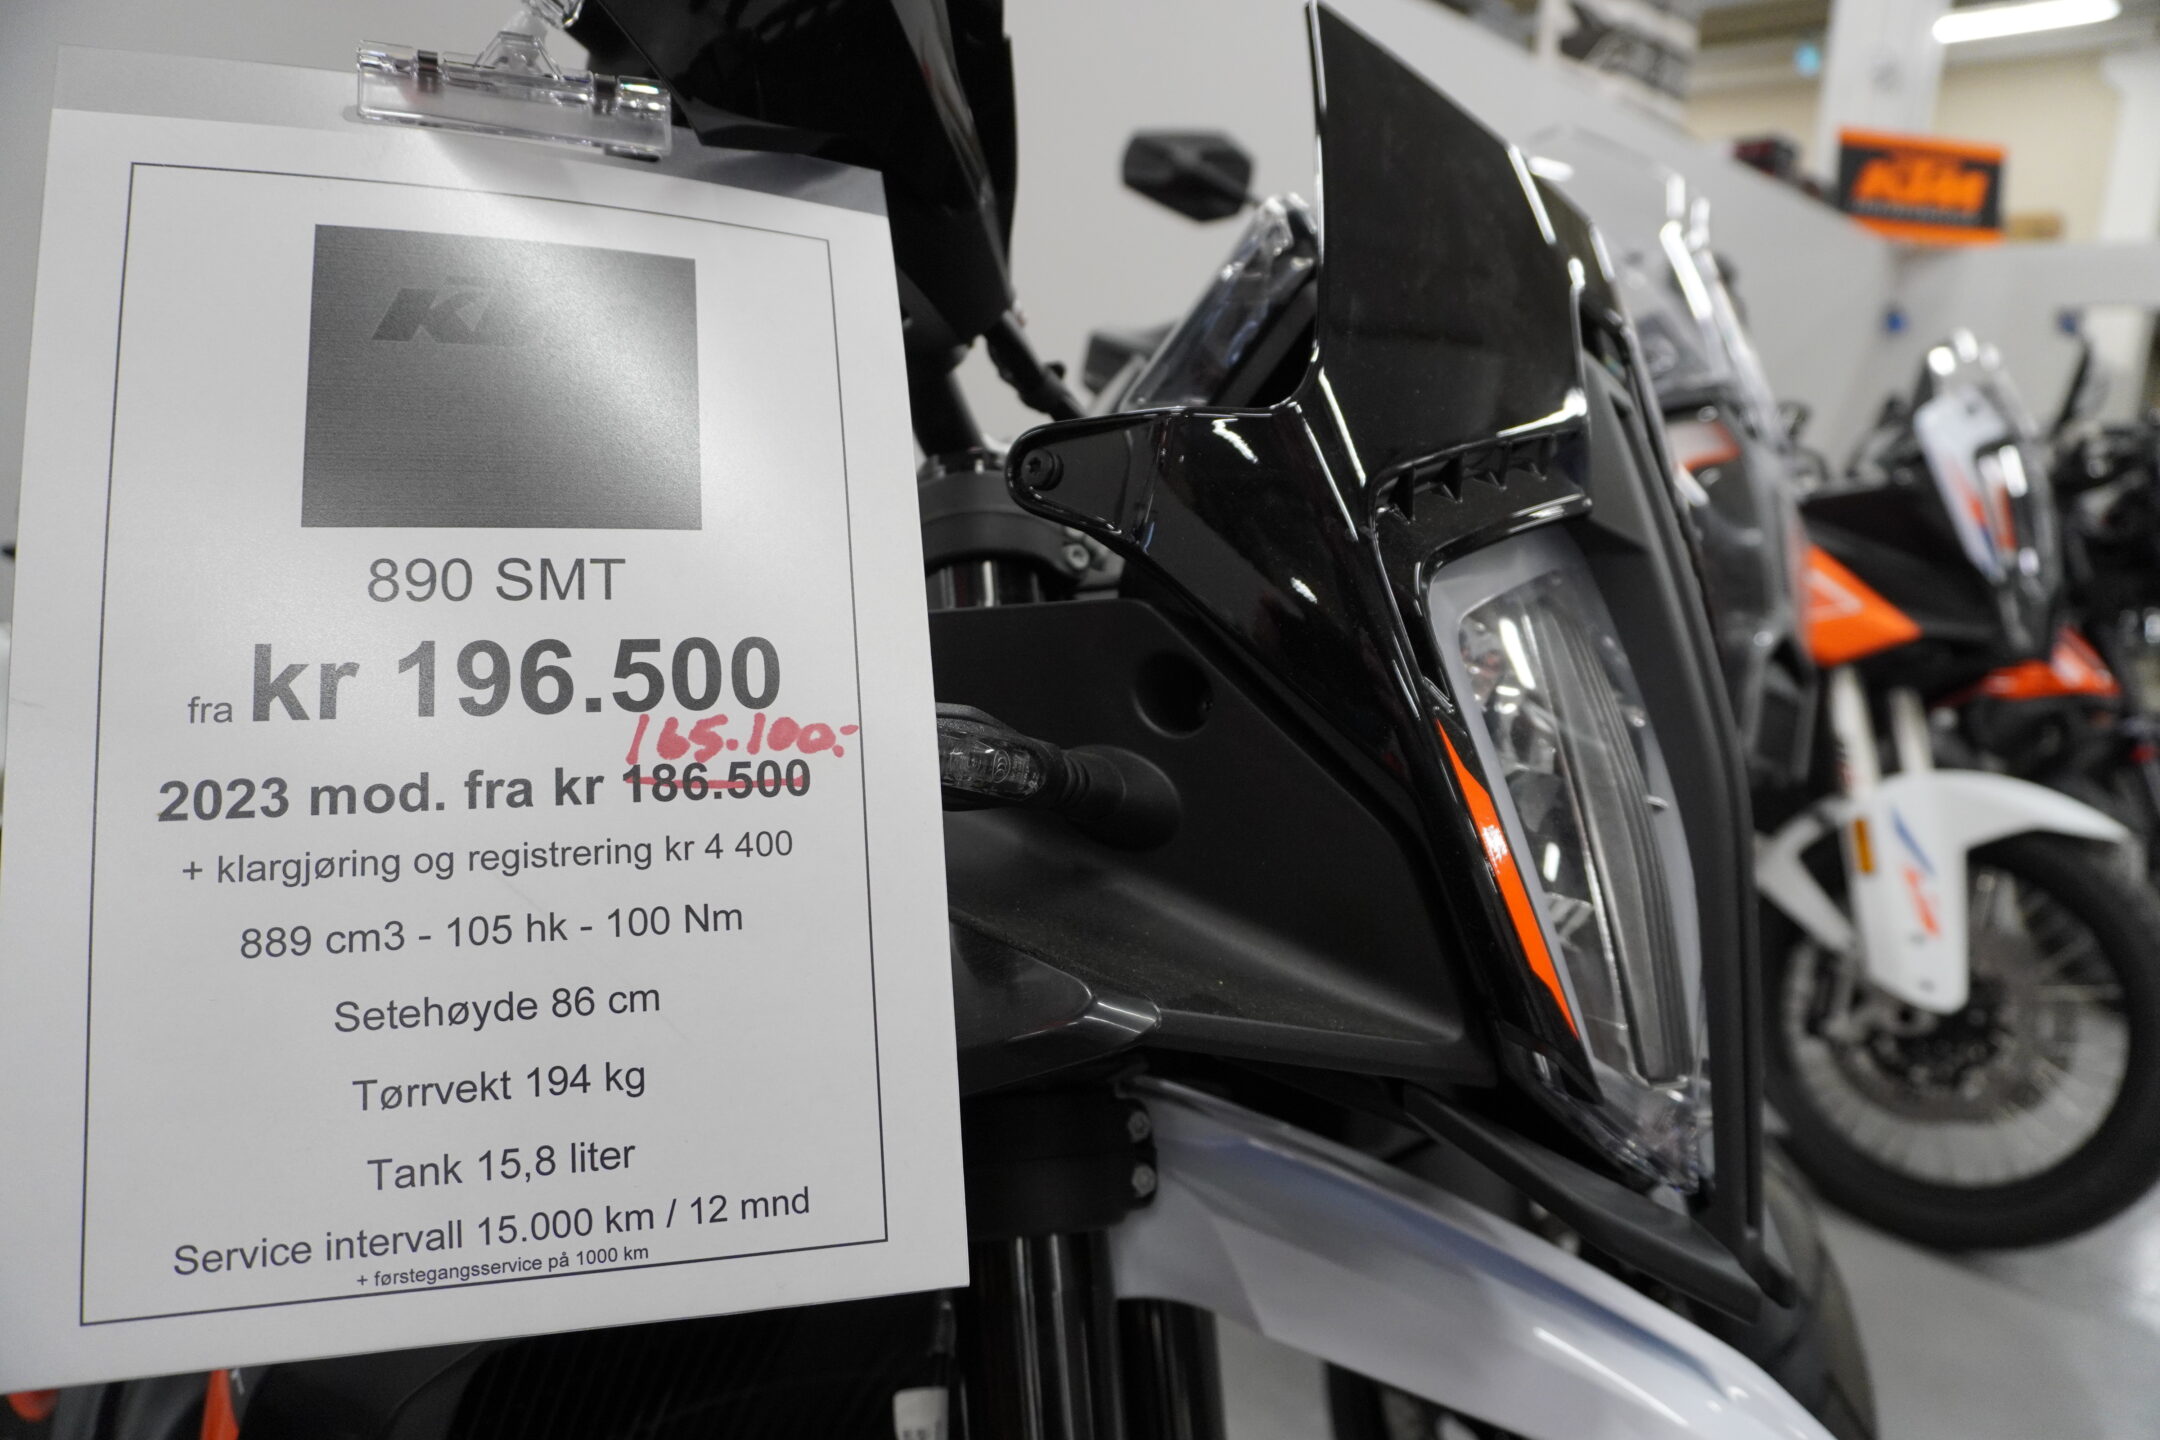 KTM
890 SMT
fra kr 196.500
165.100:-
2023 mod. fra kr 186.500
+ klargjøring og registrering kr 4 400
889 cm3 - 105 hk - 100 Nm
Setehøyde 86 cm
Tørrvekt 194 kg
Tank 15,8 liter
Service intervall 15.000 km / 12 mnd
+ førstegangsservice på 1000 km
KTM